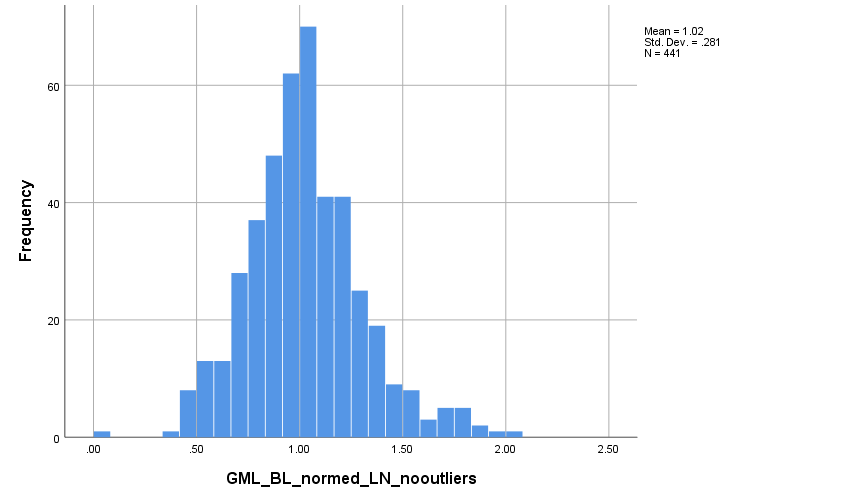 Mean = 1.02
Std. Dev. = .281
N = 441
Frequency
60
40
20
0
.00 .50 1.00 1.50 2.00 2.50
GML_BL_normed_LN_nooutliers